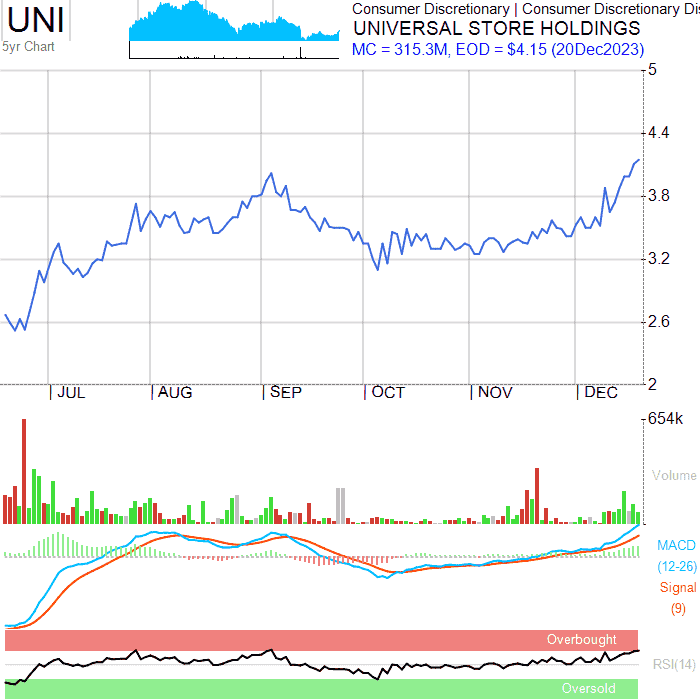 UNI
5yr Chart
Consumer Discretionary | Consumer Discretionary Dis
UNIVERSAL STORE HOLDINGS
MC = 315.3M, EOD = $4.15 (20Dec2023)
5
4.4
3.8
3.2
2.6
2
JUL
AUG
SEP
OCT
NOV
DEC
654k
Volume
MACD
(12-26)
Signal
(9)
Overbought
RSI(14)
Oversold